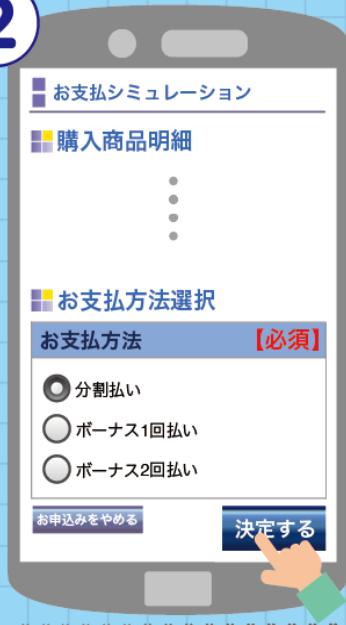 2
お支払シミュレーション
購入商品明細
お支払方法選択
お支払方法 【必須】
分割払い
ボーナス1回払い
ボーナス2回払い
お申込みをやめる 決定する